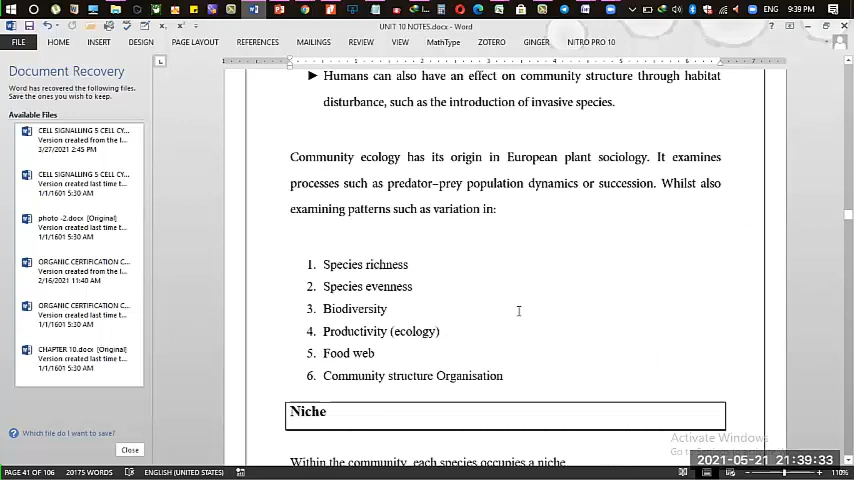 9:39 PM
UNIT 10 NOTES.docx - Word
FILE HOME INSERT DESIGN PAGE LAYOUT REFERENCES MAILINGS REVIEW VIEW MathType ZOTERO GINGER NITRO PRO 10
Document Recovery
Word has recovered the following files.
Save the ones you wish to keep.
Available Files
CELL SIGNALLING 5 CELL CY...
Version created from the l...
3/27/2021 2:45 PM
CELL SIGNALLING 5 CELL CY...
Version created last time t...
1/1/1601 5:30 AM
photo -2.docx [Original]
Version created last time t...
1/1/1601 5:30 AM
ORGANIC CERTIFICATION C...
Version created from the l...
2/16/2021 11:40 AM
ORGANIC CERTIFICATION C...
Version created last time t...
1/1/1601 5:30 AM
CHAPTER 10.docx [Original]
Version created last time t...
1/1/1601 5:30 AM
Which file do I want to save?
Close
► Humans can also have an effect on community structure through habitat
disturbance, such as the introduction of invasive species.
Community ecology has its origin in European plant sociology. It examines
processes such as predator–prey population dynamics or succession. Whilst also
examining patterns such as variation in:
1. Species richness
2. Species evenness
3. Biodiversity
4. Productivity (ecology)
5. Food web
6. Community structure Organisation
Niche
Within the community, each species occupies a niche
Activate Windows
2021-05-21 21:39:33
PAGE 41 OF 106 20175 WORDS ENGLISH (UNITED STATES) 110%